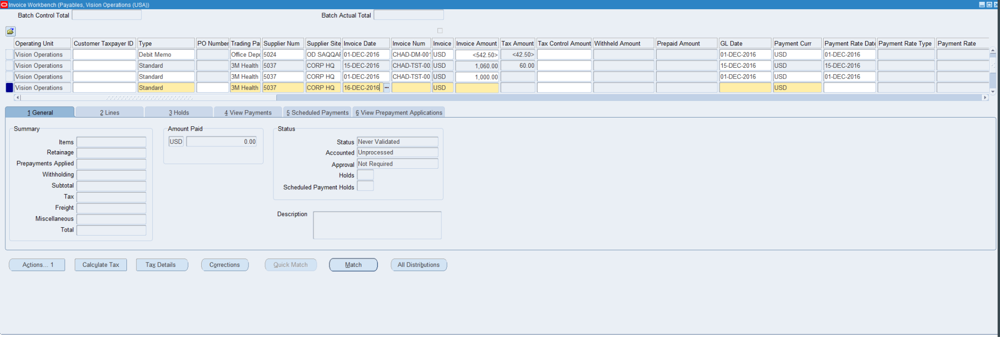 Invoice Workbench (Payables, Vision Operations (USA))
Batch Control Total Batch Actual Total
Operating Unit Customer Taxpayer ID Type PO Number Trading Pa Supplier Num Supplier Site Invoice Date Invoice Num Invoice Invoice Amount Tax Amount Tax Control Amount Withheld Amount Prepaid Amount GL Date Payment Curr Payment Rate Date Payment Rate Type Payment Rate
Vision Operations Debit Memo Office Depo 5024 OD SAQQAF 01-DEC-2016 CHAD-DM-001 USD <542.50> <42.50> 01-DEC-2016 USD 01-DEC-2016
Vision Operations Standard 3M Health 5037 CORP HQ 15-DEC-2016 CHAD-TST-00 USD 1,060.00 60.00 15-DEC-2016 USD 15-DEC-2016
Vision Operations Standard 3M Health 5037 CORP HQ 01-DEC-2016 CHAD-TST-00 USD 1,000.00 01-DEC-2016 USD 01-DEC-2016
Vision Operations Standard 3M Health 5037 CORP HQ 16-DEC-2016 ... USD USD
1 General 2 Lines 3 Holds 4 View Payments 5 Scheduled Payments 6 View Prepayment Applications
Summary
Items
Retainage
Prepayments Applied
Withholding
Subtotal
Tax
Freight
Miscellaneous
Total
Amount Paid
USD 0.00
Status
Status Never Validated
Accounted Unprocessed
Approval Not Required
Holds
Scheduled Payment Holds
Description
Actions... 1 Calculate Tax Tax Details Corrections Quick Match Match All Distributions